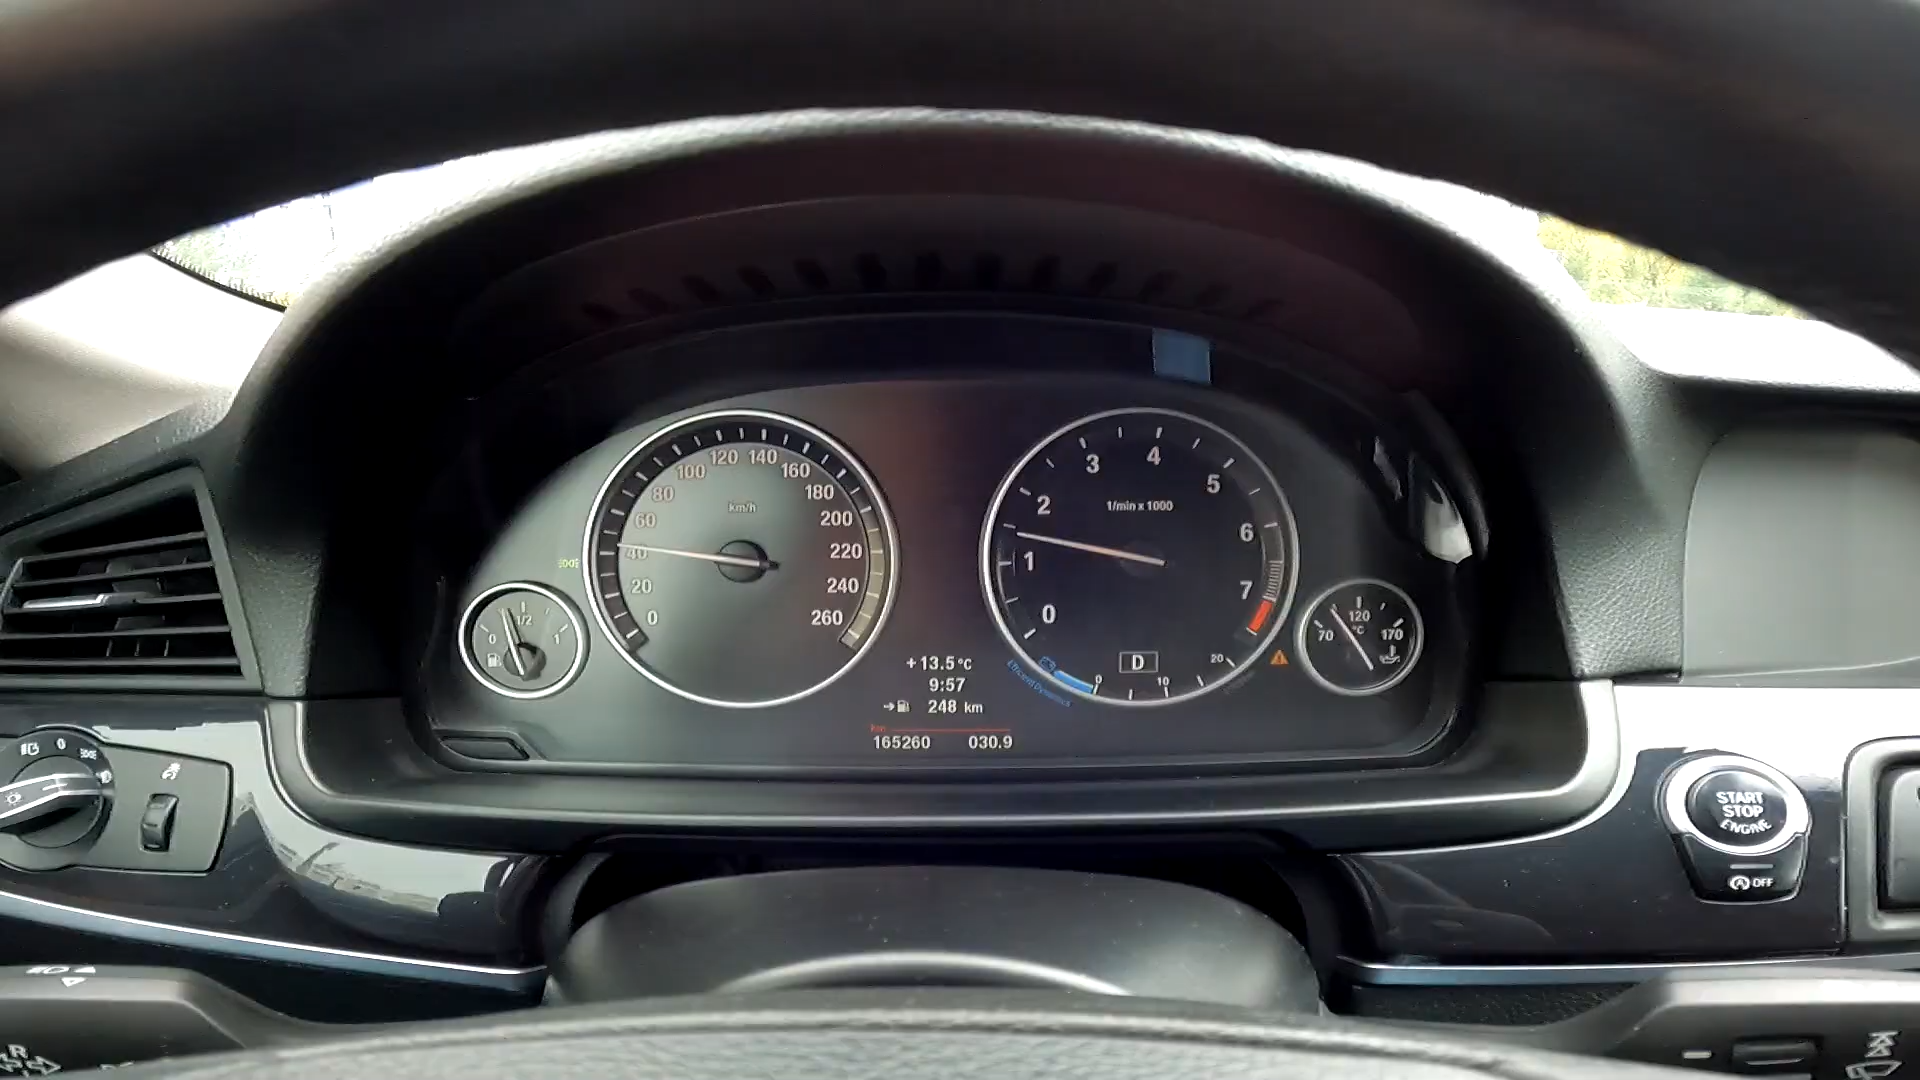 120 140
100 160
80 180
km/h
60 200
40 220
20 240
0 260
3 4
2 5
1/min x 1000
1 6
0 7
0 1/2 1
120
°C
70 170
+13.5°C
9:57
248 km
km
165260 030.9
D
0 10 20
EfficientDynamics
START
STOP
ENGINE
OFF
0
R